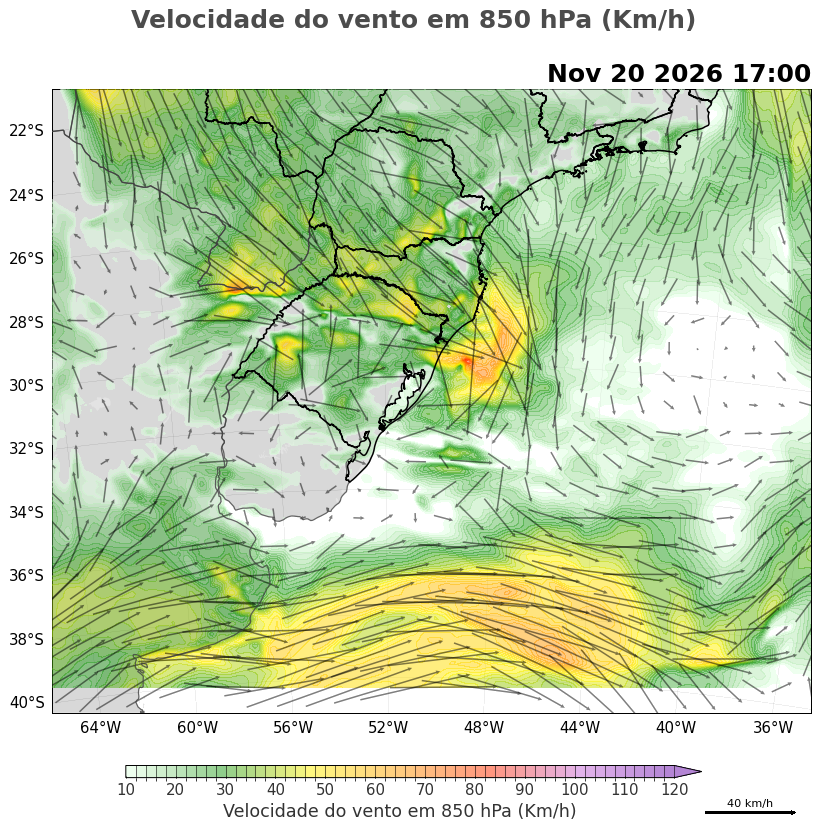 Velocidade do vento em 850 hPa (Km/h)
Nov 20 2026 17:00
22°S
24°S
26°S
28°S
30°S
32°S
34°S
36°S
38°S
40°S
64°W 60°W 56°W 52°W 48°W 44°W 40°W 36°W
10 20 30 40 50 60 70 80 90 100 110 120
Velocidade do vento em 850 hPa (Km/h)
40 km/h